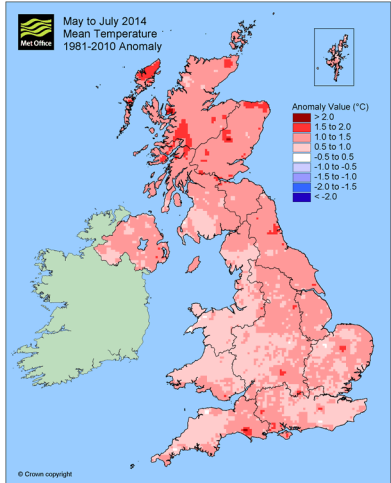 May to July 2014
Mean Temperature
1981-2010 Anomaly
Met Office
Anomaly Value (°C)
> 2.0
1.5 to 2.0
1.0 to 1.5
0.5 to 1.0
-0.5 to 0.5
-1.0 to -0.5
-1.5 to -1.0
-2.0 to -1.5
< -2.0
© Crown copyright